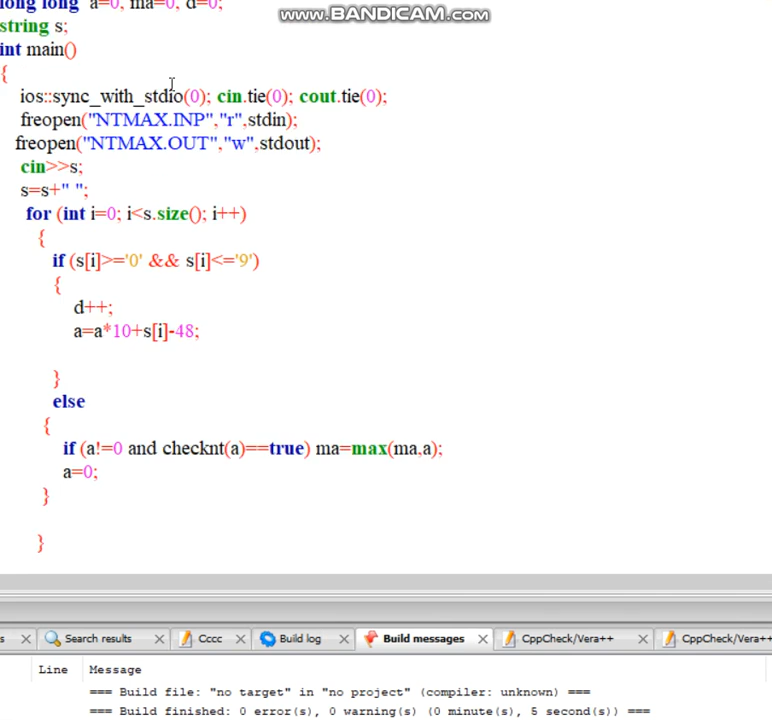 www.BANDICAM.com
long long a=0, ma=0, d=0;
string s;
int main()
{
ios::sync_with_stdio(0); cin.tie(0); cout.tie(0);
freopen("NTMAX.INP","r",stdin);
freopen("NTMAX.OUT","w",stdout);
cin>>s;
s=s+" ";
for (int i=0; i<s.size(); i++)
{
if (s[i]>='0' && s[i]<='9')
{
d++;
a=a*10+s[i]-48;
}
else
{
if (a!=0 and checknt(a)==true) ma=max(ma,a);
a=0;
}
}
s Search results Cccc Build log Build messages CppCheck/Vera++ CppCheck/Vera++
Line Message
=== Build file: "no target" in "no project" (compiler: unknown) ===
=== Build finished: 0 error(s), 0 warning(s) (0 minute(s), 5 second(s)) ===